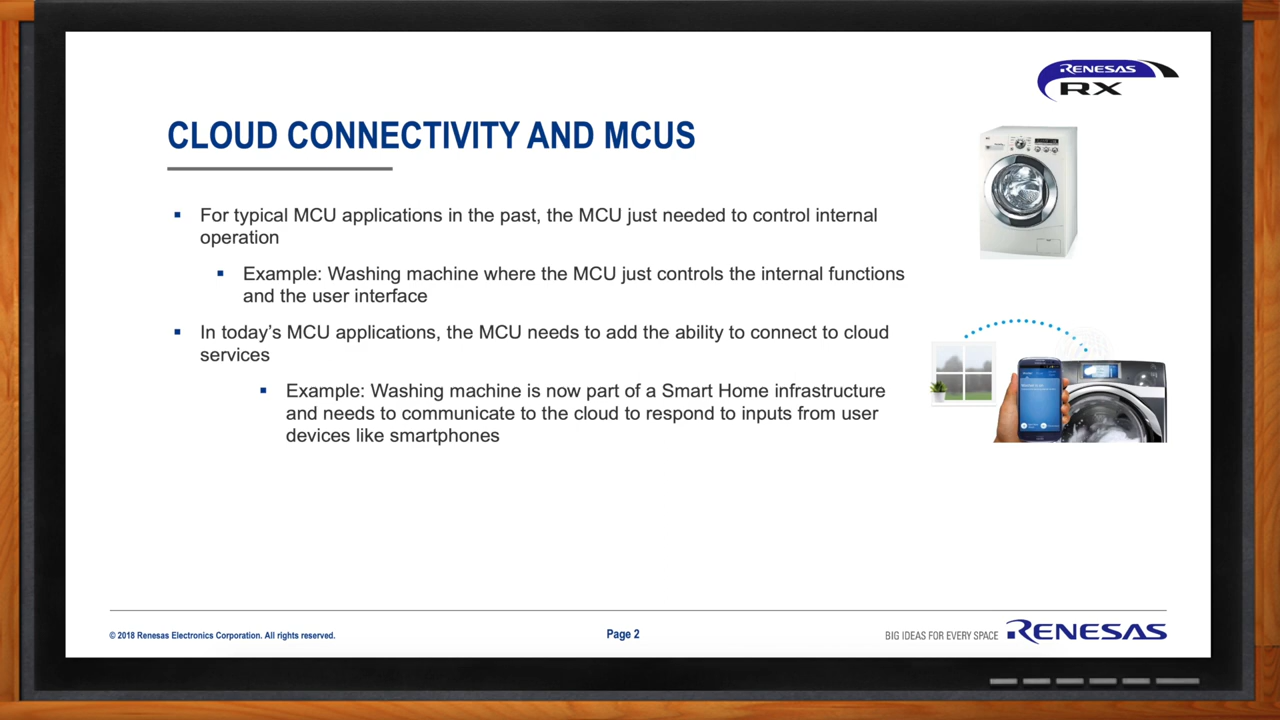 RENESAS
RX
CLOUD CONNECTIVITY AND MCUS
For typical MCU applications in the past, the MCU just needed to control internal
operation
Example: Washing machine where the MCU just controls the internal functions
and the user interface
In today’s MCU applications, the MCU needs to add the ability to connect to cloud
services
Example: Washing machine is now part of a Smart Home infrastructure
and needs to communicate to the cloud to respond to inputs from user
devices like smartphones
© 2018 Renesas Electronics Corporation. All rights reserved.
Page 2
BIG IDEAS FOR EVERY SPACE RENESAS